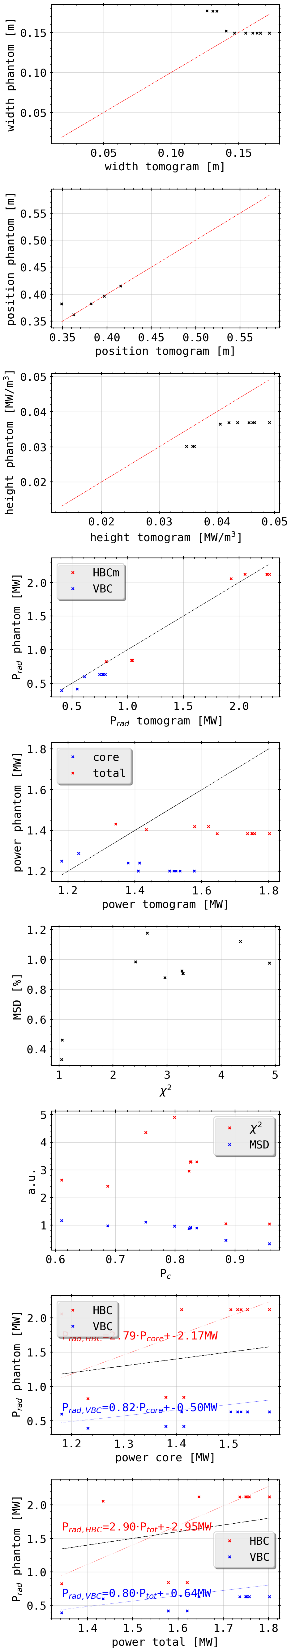 width phantom [m]
0.15
0.10
0.05
0.05
0.10
0.15
width tomogram [m]
position phantom [m]
0.55
0.50
0.45
0.40
0.35
0.35
0.40
0.45
0.50
0.55
position tomogram [m]
height phantom [MW/m³]
0.05
0.04
0.03
0.02
0.02
0.03
0.04
0.05
height tomogram [MW/m³]
P_rad phantom [MW]
2.0
1.5
1.0
0.5
HBCm
VBC
0.5
1.0
1.5
2.0
P_rad tomogram [MW]
power phantom [MW]
1.8
1.6
1.4
1.2
core
total
1.2
1.4
1.6
1.8
power tomogram [MW]
MSD [%]
1.2
1.0
0.8
0.6
0.4
1
2
3
4
5
χ²
a.u.
5
4
3
2
1
χ²
MSD
0.6
0.7
0.8
0.9
P_c
P_rad phantom [MW]
2.0
1.5
1.0
0.5
HBC
VBC
P_rad,VBC=0.82·P_core+-0.50MW
1.2
1.3
1.4
1.5
power core [MW]
P_rad phantom [MW]
2.0
1.5
1.0
0.5
P_rad,HBC=2.90·P_tot+-2.95MW
HBC
VBC
P_rad,VBC=0.80·P_tot+-0.64MW
1.4
1.5
1.6
1.7
1.8
power total [MW]